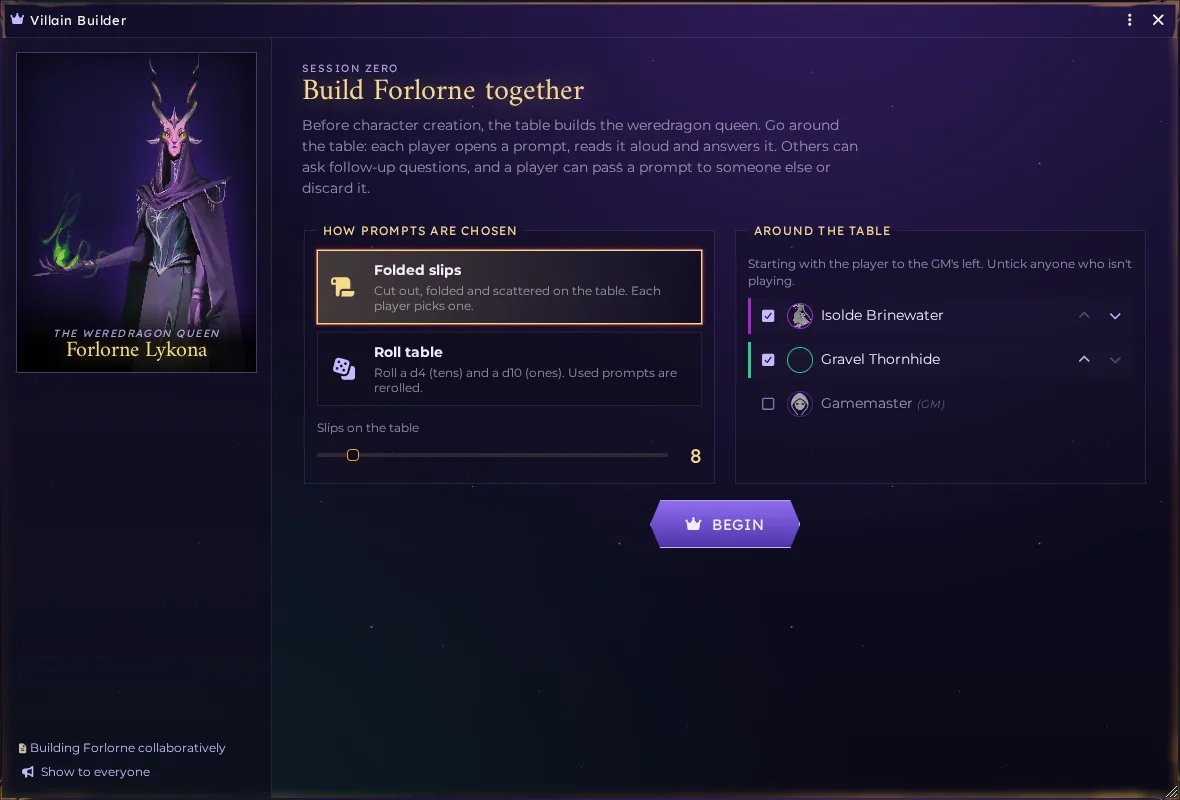 Villain Builder
THE WEREDRAGON QUEEN
Forlorne Lykona
Building Forlorne collaboratively
Show to everyone
SESSION ZERO
Build Forlorne together
Before character creation, the table builds the weredragon queen. Go around
the table: each player opens a prompt, reads it aloud and answers it. Others can
ask follow-up questions, and a player can pass a prompt to someone else or
discard it.
HOW PROMPTS ARE CHOSEN
Folded slips
Cut out, folded and scattered on the table. Each
player picks one.
Roll table
Roll a d4 (tens) and a d10 (ones). Used prompts are
rerolled.
Slips on the table
8
AROUND THE TABLE
Starting with the player to the GM's left. Untick anyone who isn't
playing.
Isolde Brinewater
Gravel Thornhide
Gamemaster (GM)
BEGIN